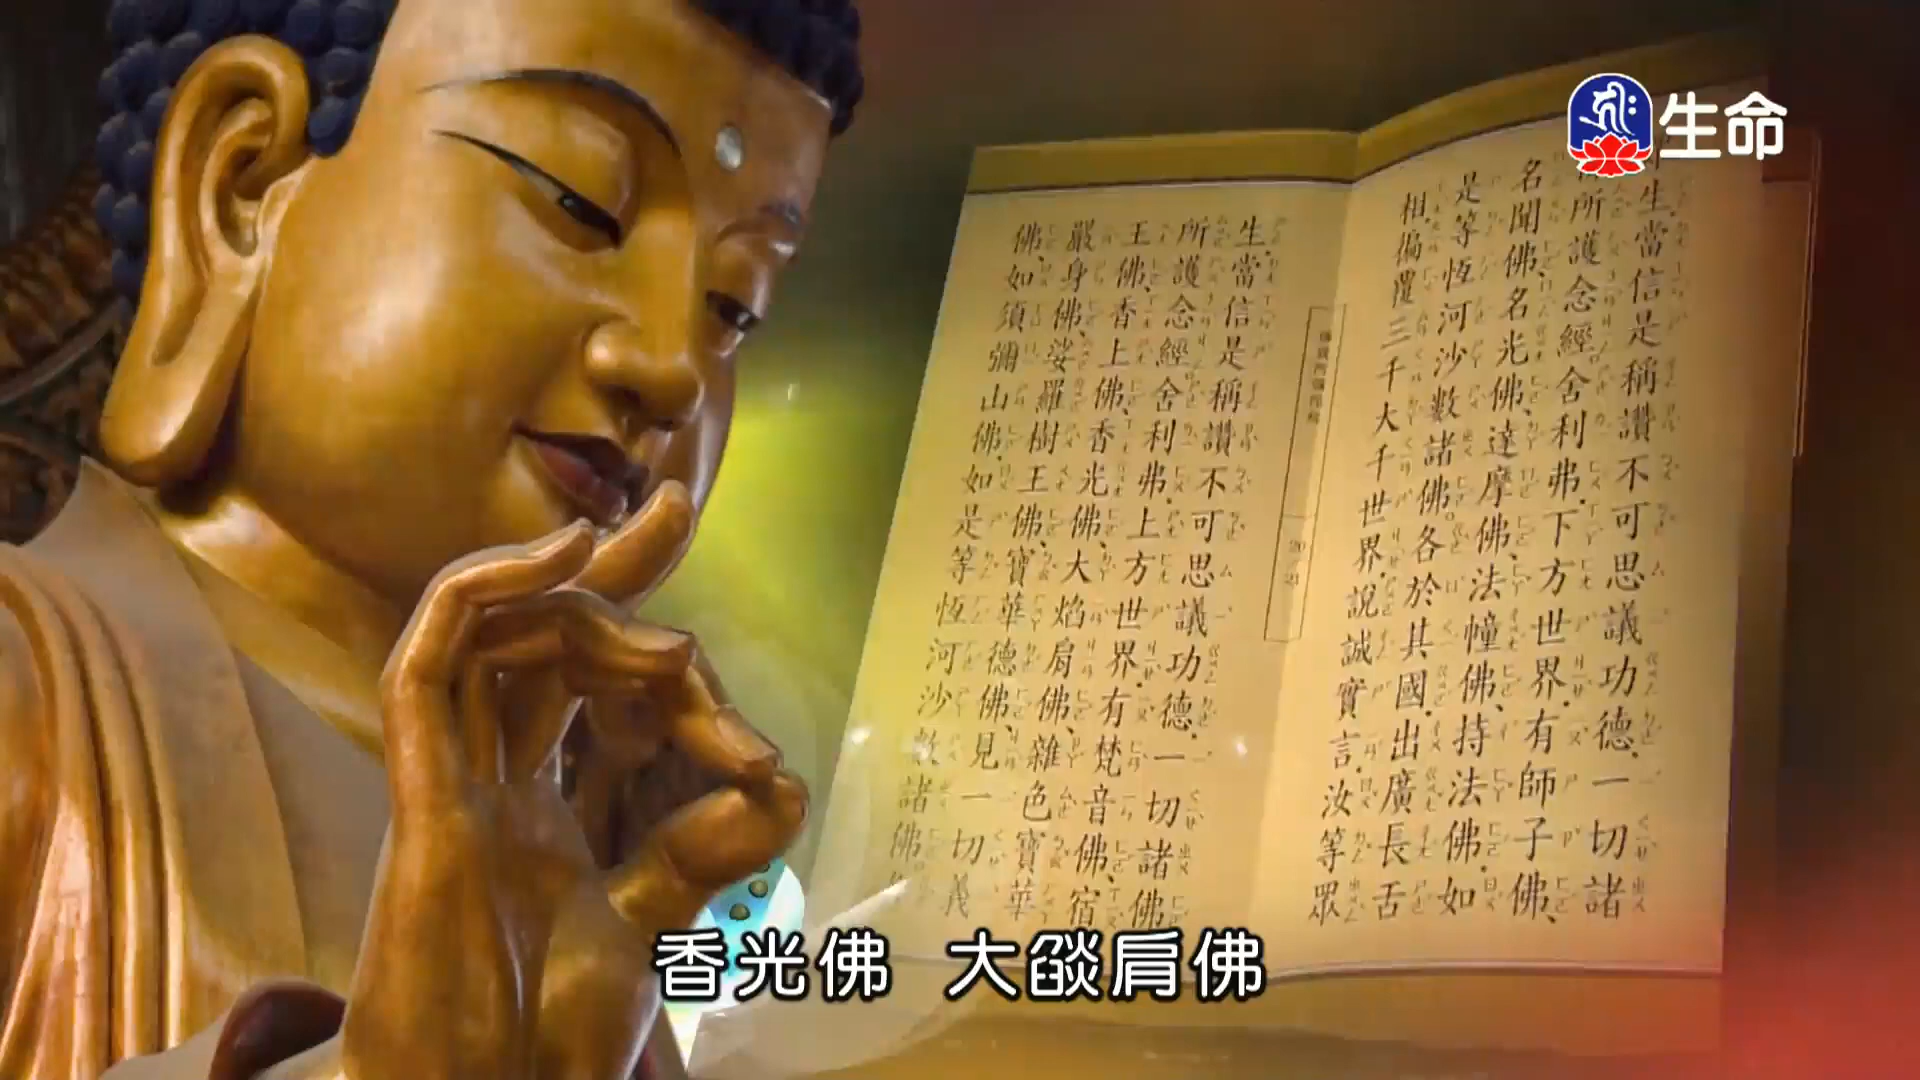 生命
生當信是稱讚不可思議功德一切諸
所護念經舍利弗下方世界有師子佛、
名聞佛、名光佛、達摩佛、法幢佛、持法佛如
是等恆河沙數諸佛各於其國出廣長舌
相徧覆三千大千世界說誠實言汝等眾
生當信是稱讚不可思議功德一切諸佛
所護念經舍利弗上方世界有梵音佛、宿
王佛、香上佛、香光佛、大焰肩佛、雜色寶華
嚴身佛、娑羅樹王佛、寶華德佛、見一切義
佛、如須彌山佛如是等恆河沙數諸佛
香光佛 大燄肩佛